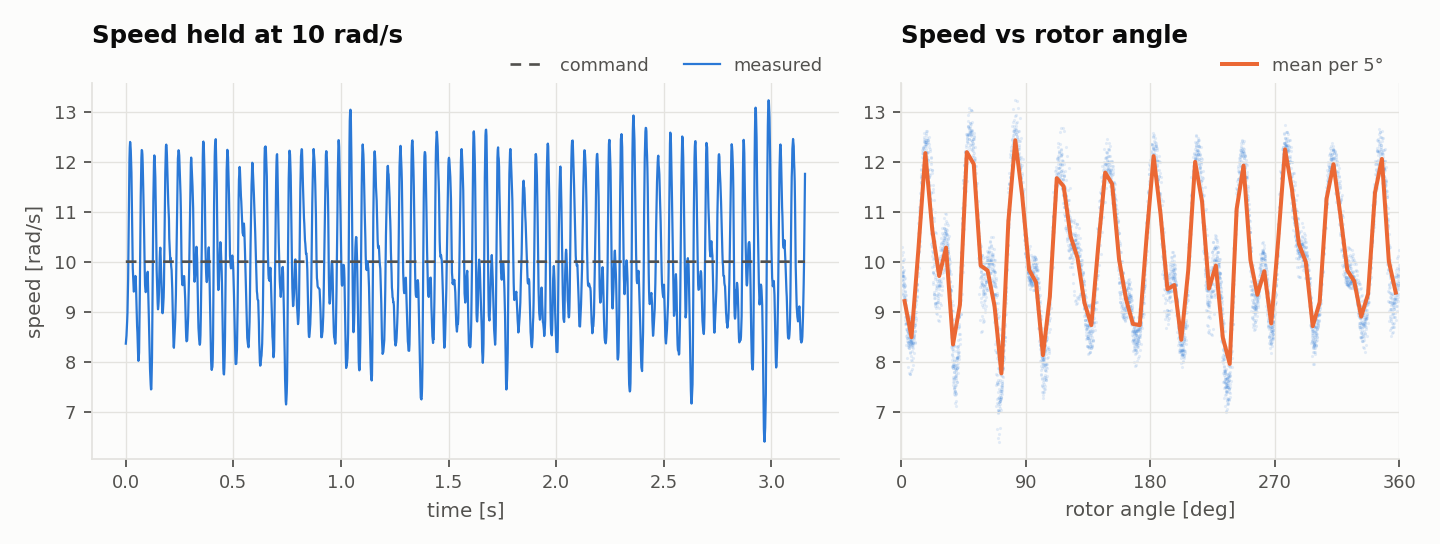 Speed held at 10 rad/s
command measured
13
12
11
10
9
8
7
speed [rad/s]
0.0 0.5 1.0 1.5 2.0 2.5 3.0
time [s]
Speed vs rotor angle
mean per 5°
13
12
11
10
9
8
7
0 90 180 270 360
rotor angle [deg]